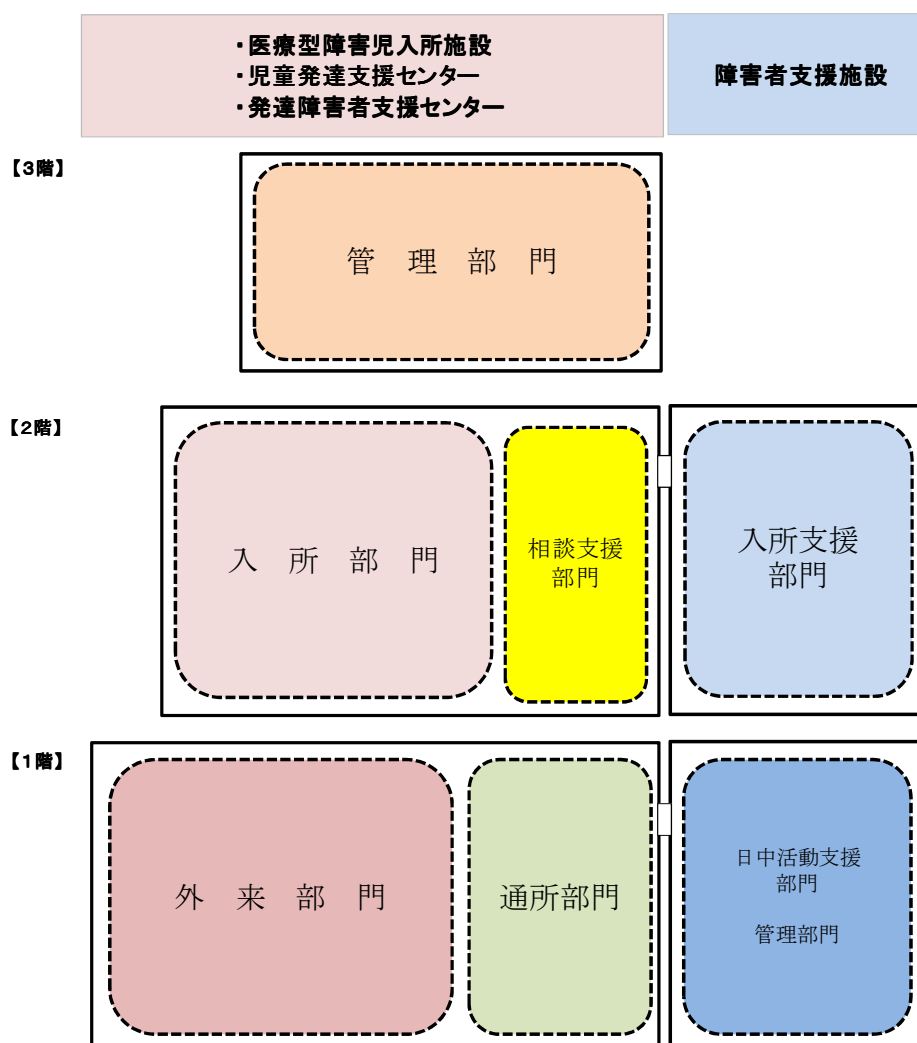 ・医療型障害児入所施設
・児童発達支援センター
・発達障害者支援センター
障害者支援施設
【3階】
管理部門
【2階】
入所部門
相談支援
部門
入所支援
部門
【1階】
外来部門
通所部門
日中活動支援
部門
管理部門